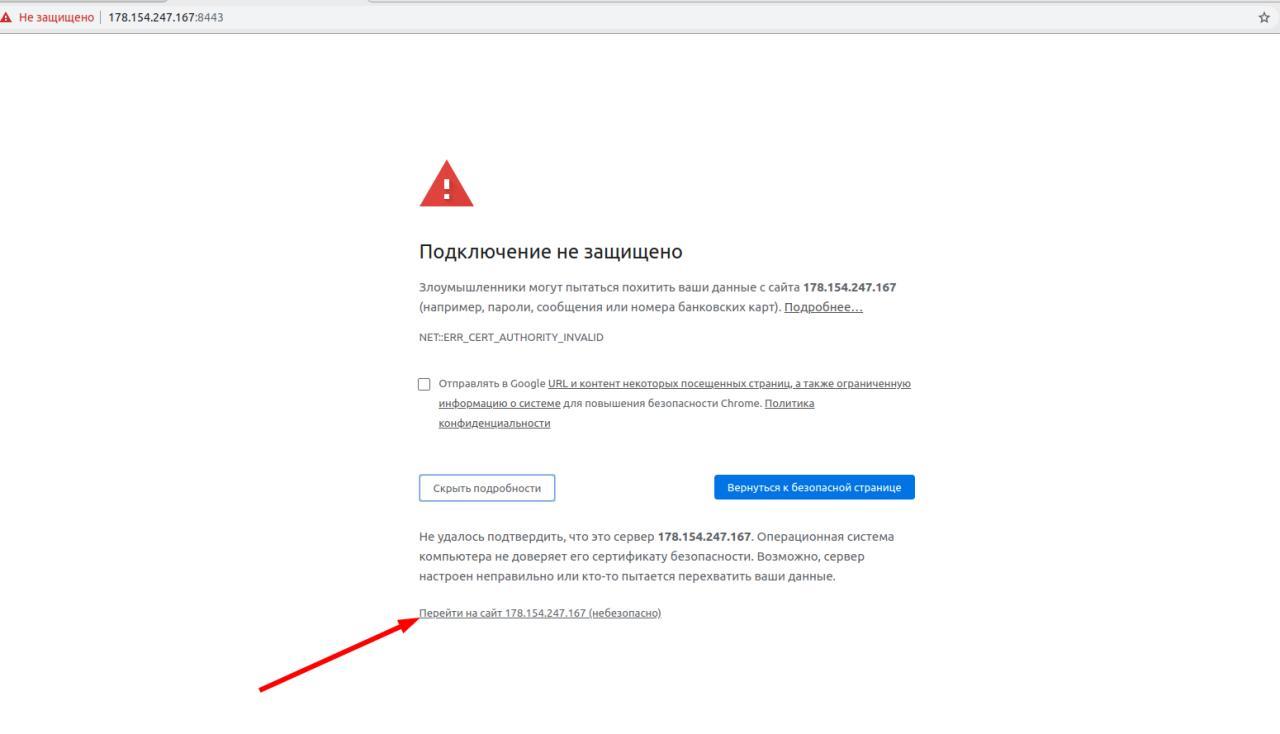 Не защищено 178.154.247.167:8443
Подключение не защищено
Злоумышленники могут пытаться похитить ваши данные с сайта 178.154.247.167
(например, пароли, сообщения или номера банковских карт). Подробнее…
NET::ERR_CERT_AUTHORITY_INVALID
Отправлять в Google URL и контент некоторых посещенных страниц, а также ограниченную
информацию о системе для повышения безопасности Chrome. Политика
конфиденциальности
Скрыть подробности
Вернуться к безопасной странице
Не удалось подтвердить, что это сервер 178.154.247.167. Операционная система
компьютера не доверяет его сертификату безопасности. Возможно, сервер
настроен неправильно или кто-то пытается перехватить ваши данные.
Перейти на сайт 178.154.247.167 (небезопасно)